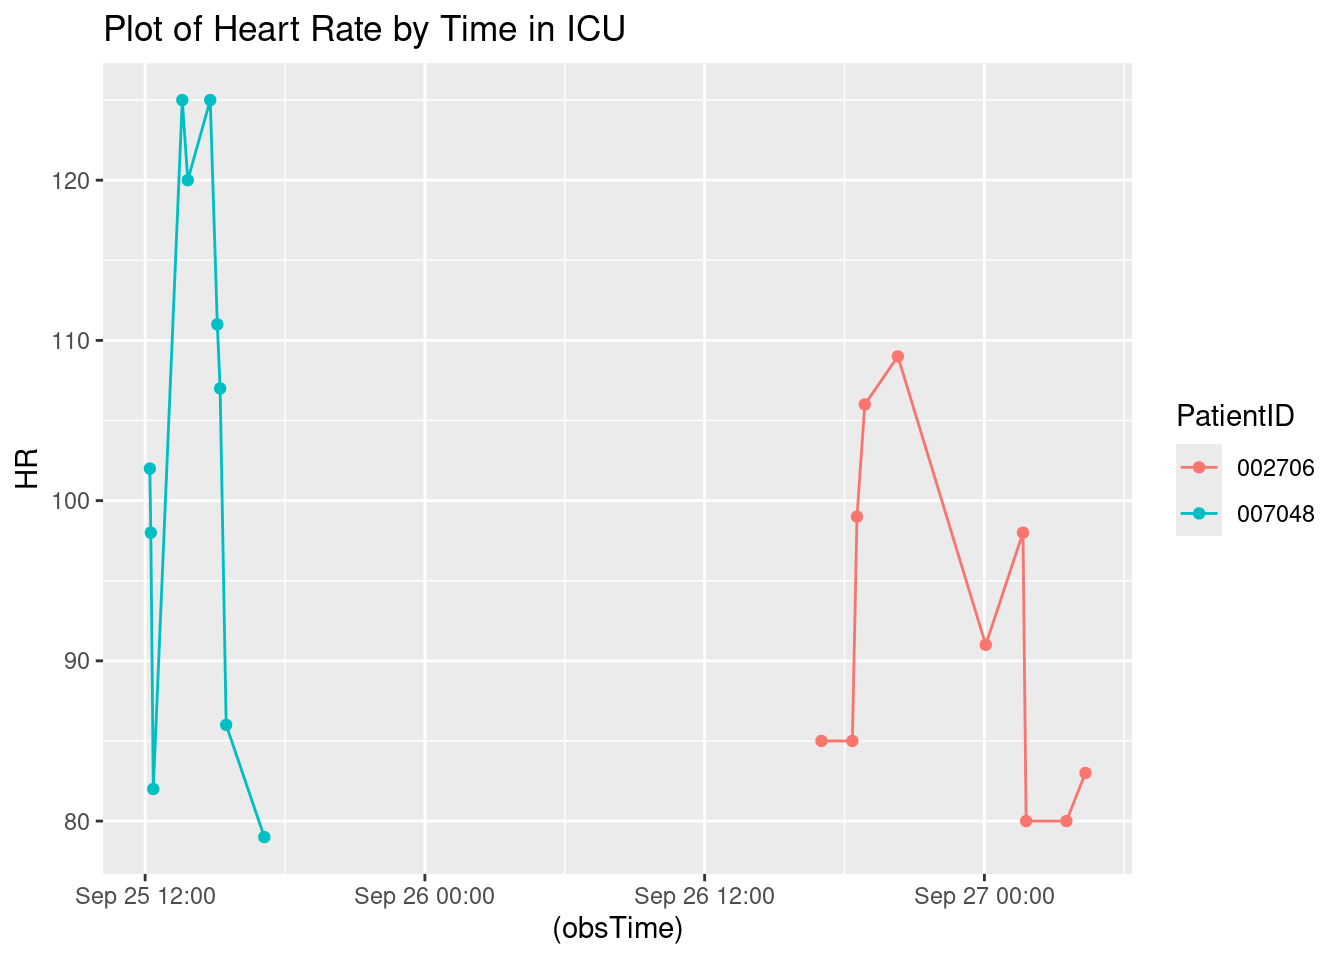 Plot of Heart Rate by Time in ICU
120
110
100
90
80
HR
Sep 25 12:00
Sep 26 00:00
Sep 26 12:00
Sep 27 00:00
(obsTime)
PatientID
002706
007048